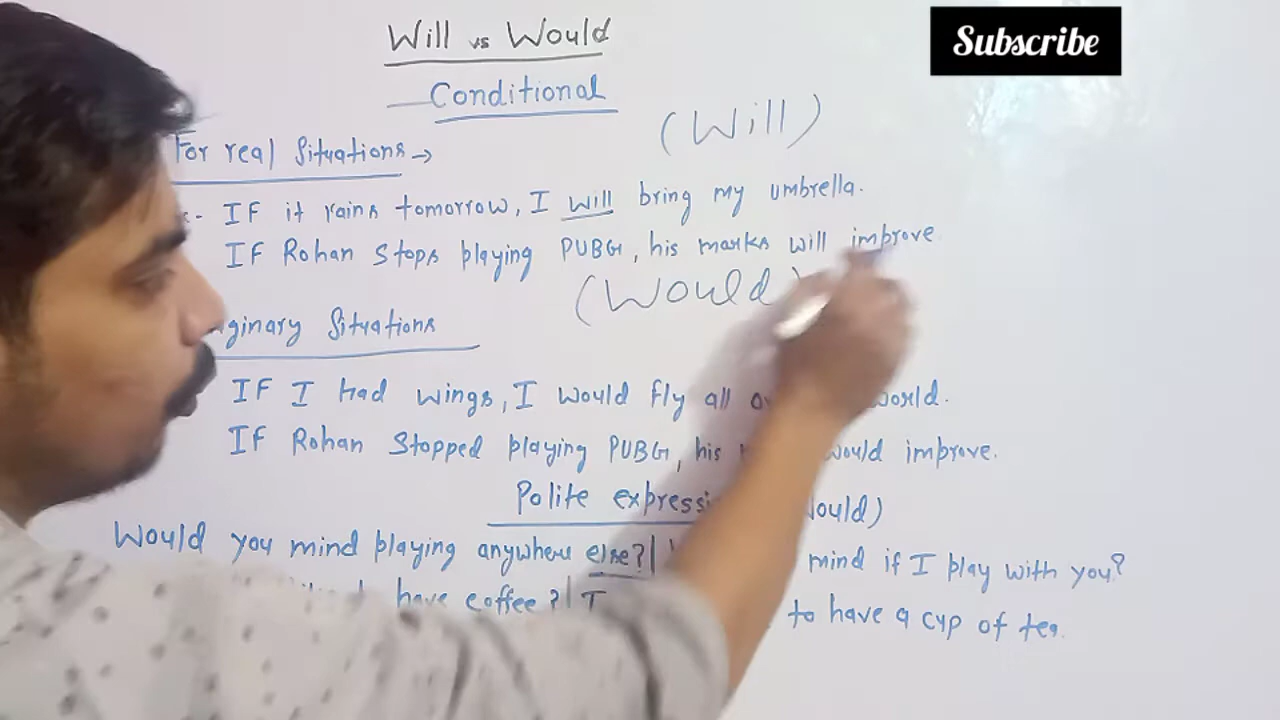 Will vs Would
Subscribe
Conditional
(Will)
For real Situations →
IF it rains tomorrow, I will bring my umbrella.
IF Rohan Stops playing PUBG, his marks will improve.
(Would)
Situations
IF I had wings, I would fly all world.
IF Rohan Stopped playing PUBG, his would improve.
Polite
Would you mind playing anywhere else? | mind if I play with you?
have coffee? | I to have a cup of tea.